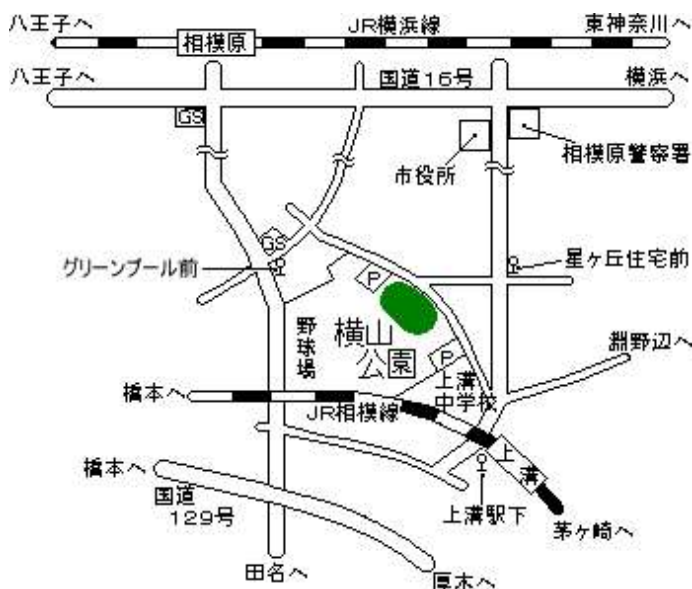 八王子へ
JR横浜線
東神奈川へ
相模原
八王子へ
国道16号
横浜へ
GS
市役所
相模原警察署
GS
グリーンプール前
星ヶ丘住宅前
P
野球場
横山
公園
P
淵野辺へ
上溝
中学校
橋本へ
JR相模線
上溝
橋本へ
国道
129号
上溝駅下
茅ヶ崎へ
田名へ
厚木へ